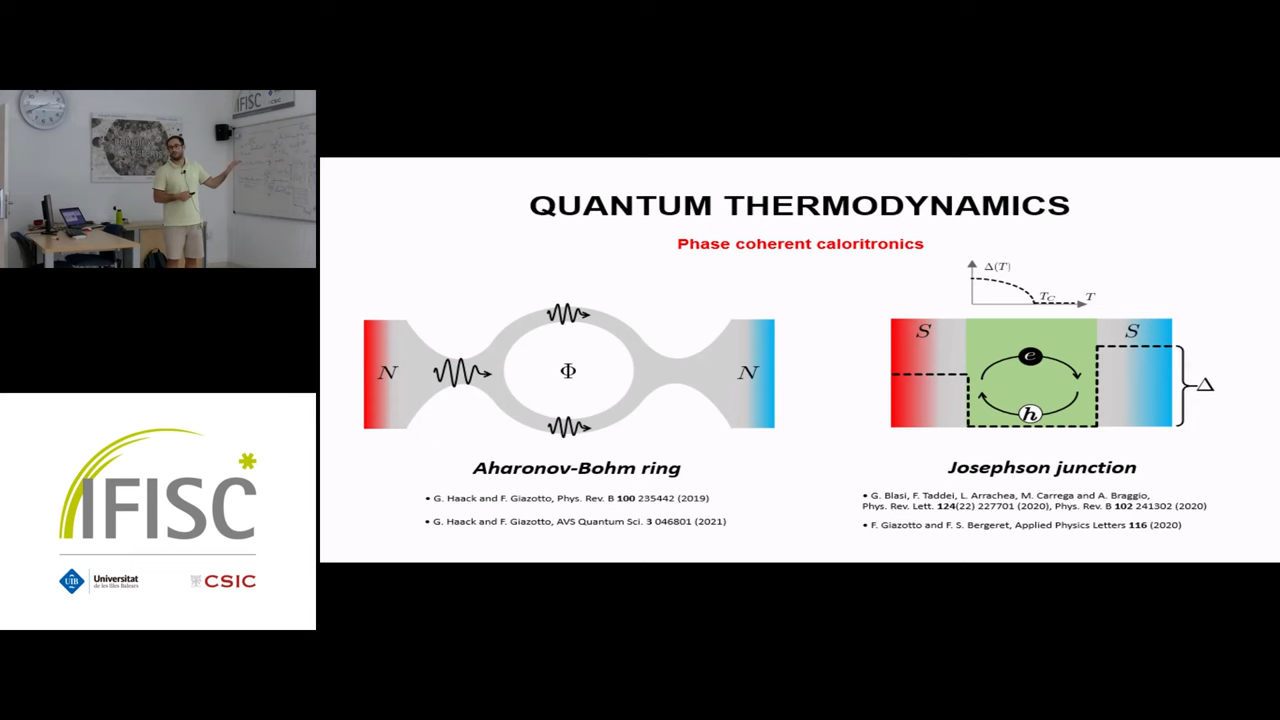 IFISC
QUANTUM THERMODYNAMICS
Phase coherent caloritronics
Δ(T)
T_C
T
N
Φ
N
S
S
e
h
Δ
Aharonov-Bohm ring
• G. Haack and F. Giazotto, Phys. Rev. B 100 235442 (2019)
• G. Haack and F. Giazotto, AVS Quantum Sci. 3 046801 (2021)
Josephson junction
• G. Blasi, F. Taddei, L. Arrachea, M. Carrega and A. Braggio,
Phys. Rev. Lett. 124(22) 227701 (2020), Phys. Rev. B 102 241302 (2020)
• F. Giazotto and F. S. Bergeret, Applied Physics Letters 116 (2020)
IFISC
UIB
Universitat
de les Illes Balears
CSIC